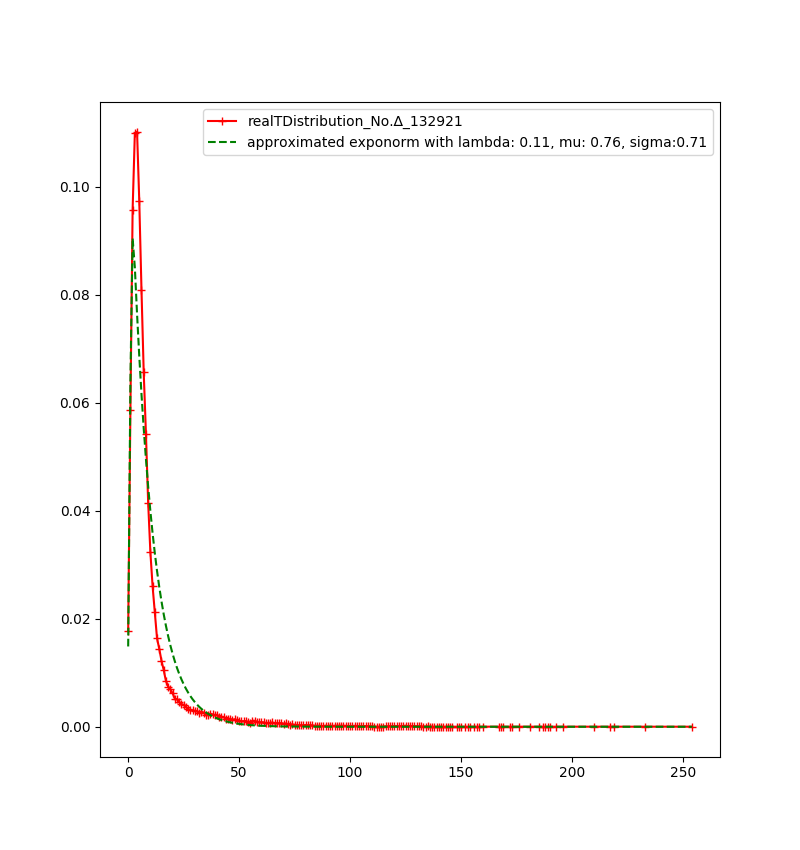 realTDistribution_No.Δ_132921
approximated exponorm with lambda: 0.11, mu: 0.76, sigma:0.71
0.10
0.08
0.06
0.04
0.02
0.00
0 50 100 150 200 250